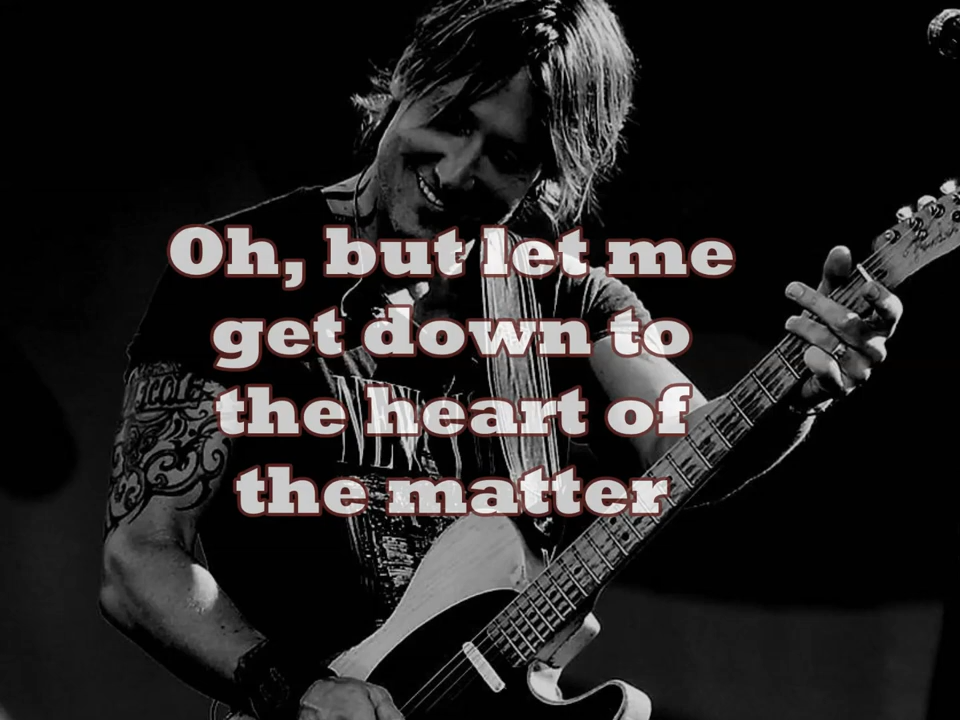 Oh, but let me
get down to
the heart of
the matter